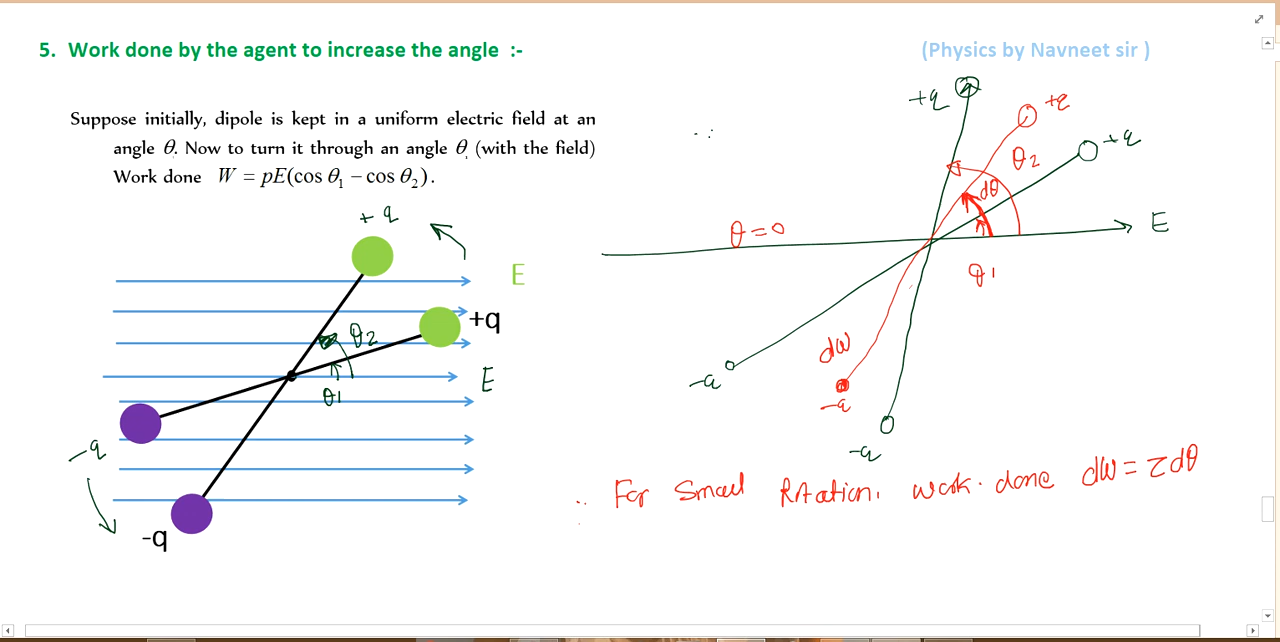 5. Work done by the agent to increase the angle :-
(Physics by Navneet sir )
Suppose initially, dipole is kept in a uniform electric field at an
angle θ. Now to turn it through an angle θ, (with the field)
Work done W = pE(cos θ₁ − cos θ₂).
+q
E
+q
θ2
E
θ1
-q
-q
+q
+q
+q
θ2
dθ
E
θ=0
θ1
dW
-q
-q
-q
∴ For Small Rotation, work done dW = τdθ